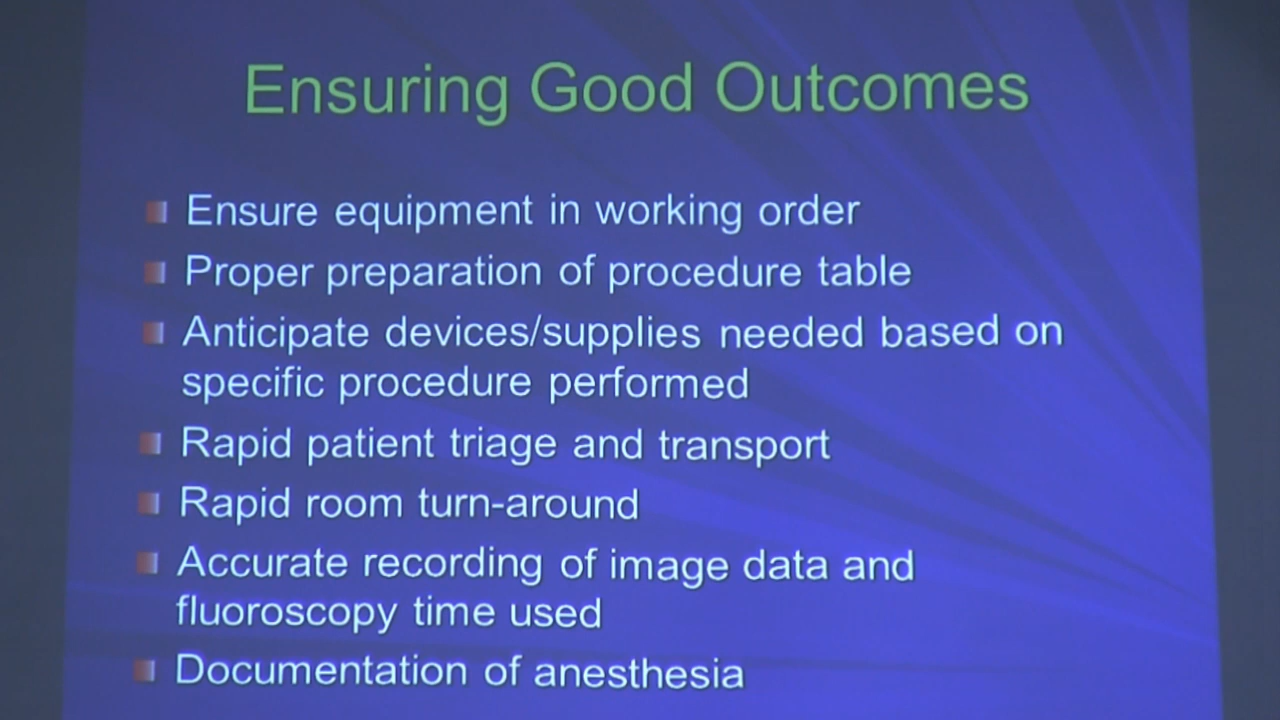 Ensuring Good Outcomes
Ensure equipment in working order
Proper preparation of procedure table
Anticipate devices/supplies needed based on
specific procedure performed
Rapid patient triage and transport
Rapid room turn-around
Accurate recording of image data and
fluoroscopy time used
Documentation of anesthesia